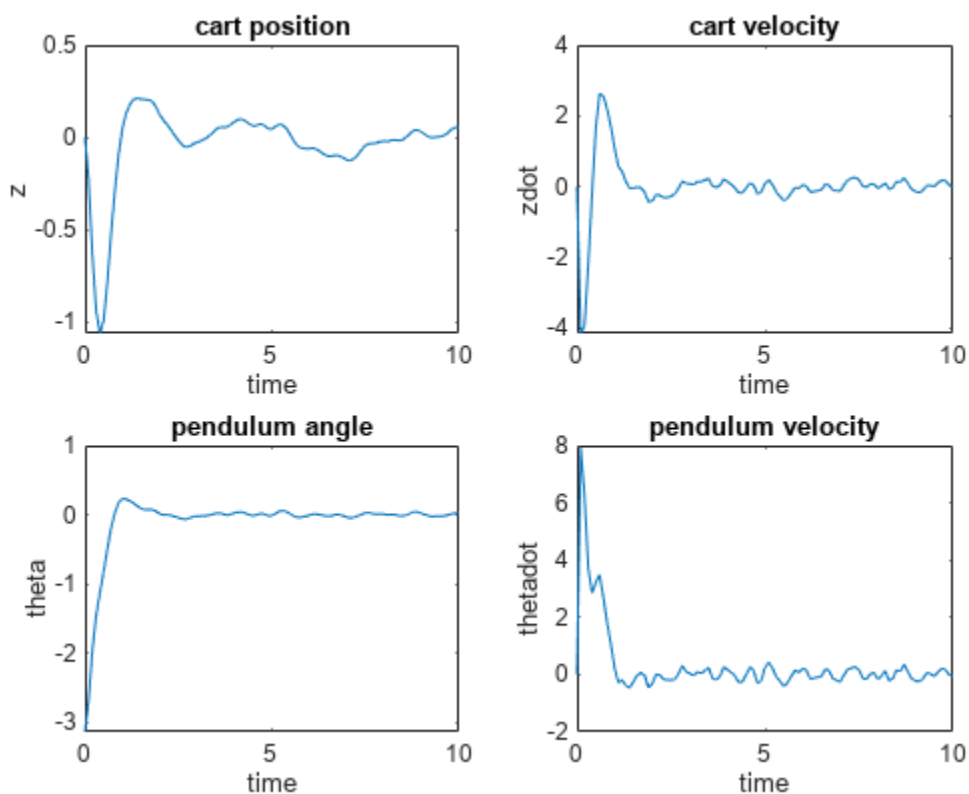 cart position
0.5
0
-0.5
-1
z
0 5 10
time
cart velocity
4
2
0
-2
-4
zdot
0 5 10
time
pendulum angle
1
0
-1
-2
-3
theta
0 5 10
time
pendulum velocity
8
6
4
2
0
-2
thetadot
0 5 10
time